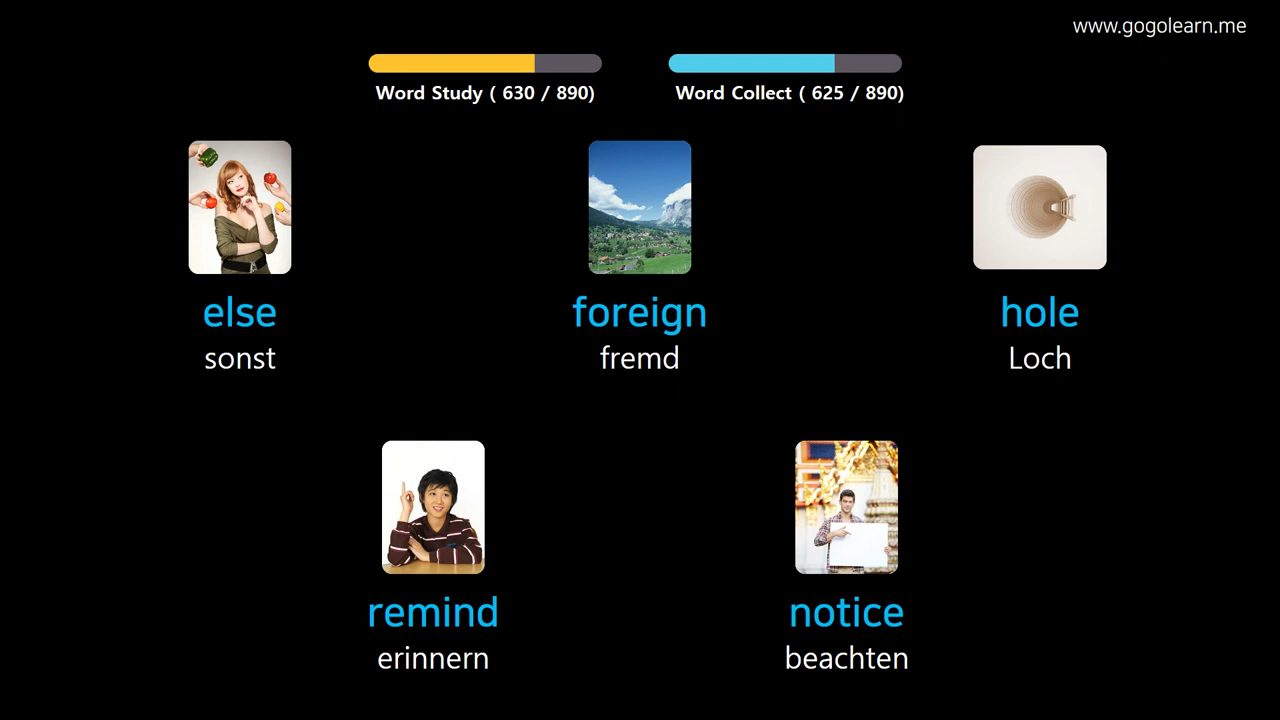 www.gogolearn.me
Word Study ( 630 / 890)
Word Collect ( 625 / 890)
else
sonst
foreign
fremd
hole
Loch
remind
erinnern
notice
beachten